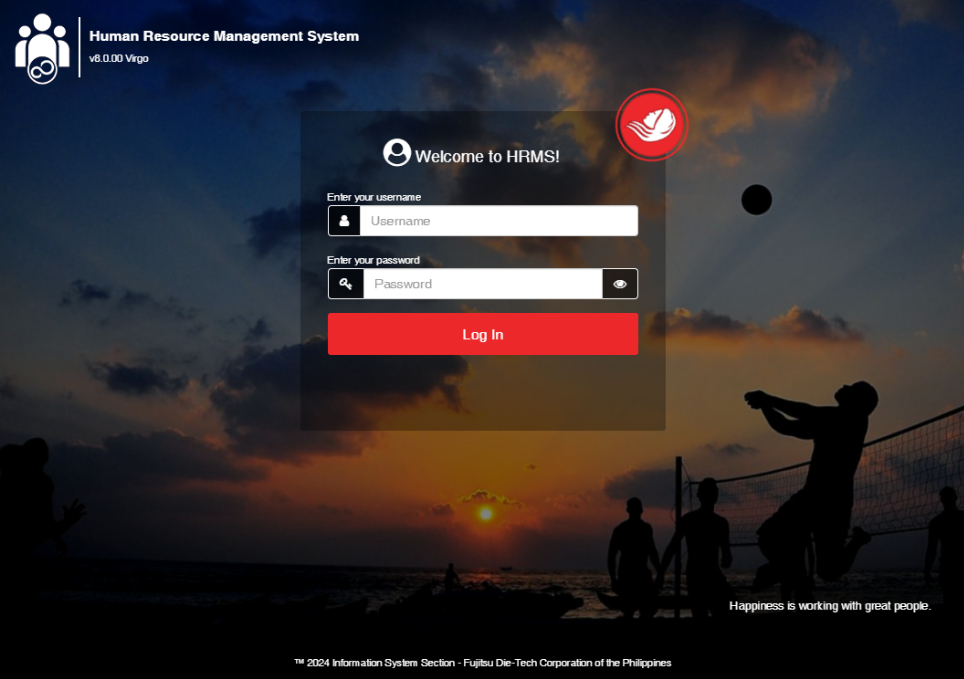 Human Resource Management System
v8.0.00 Virgo
Welcome to HRMS!
Enter your username
Username
Enter your password
Password
Log In
Happiness is working with great people.
™ 2024 Information System Section - Fujitsu Die-Tech Corporation of the Philippines